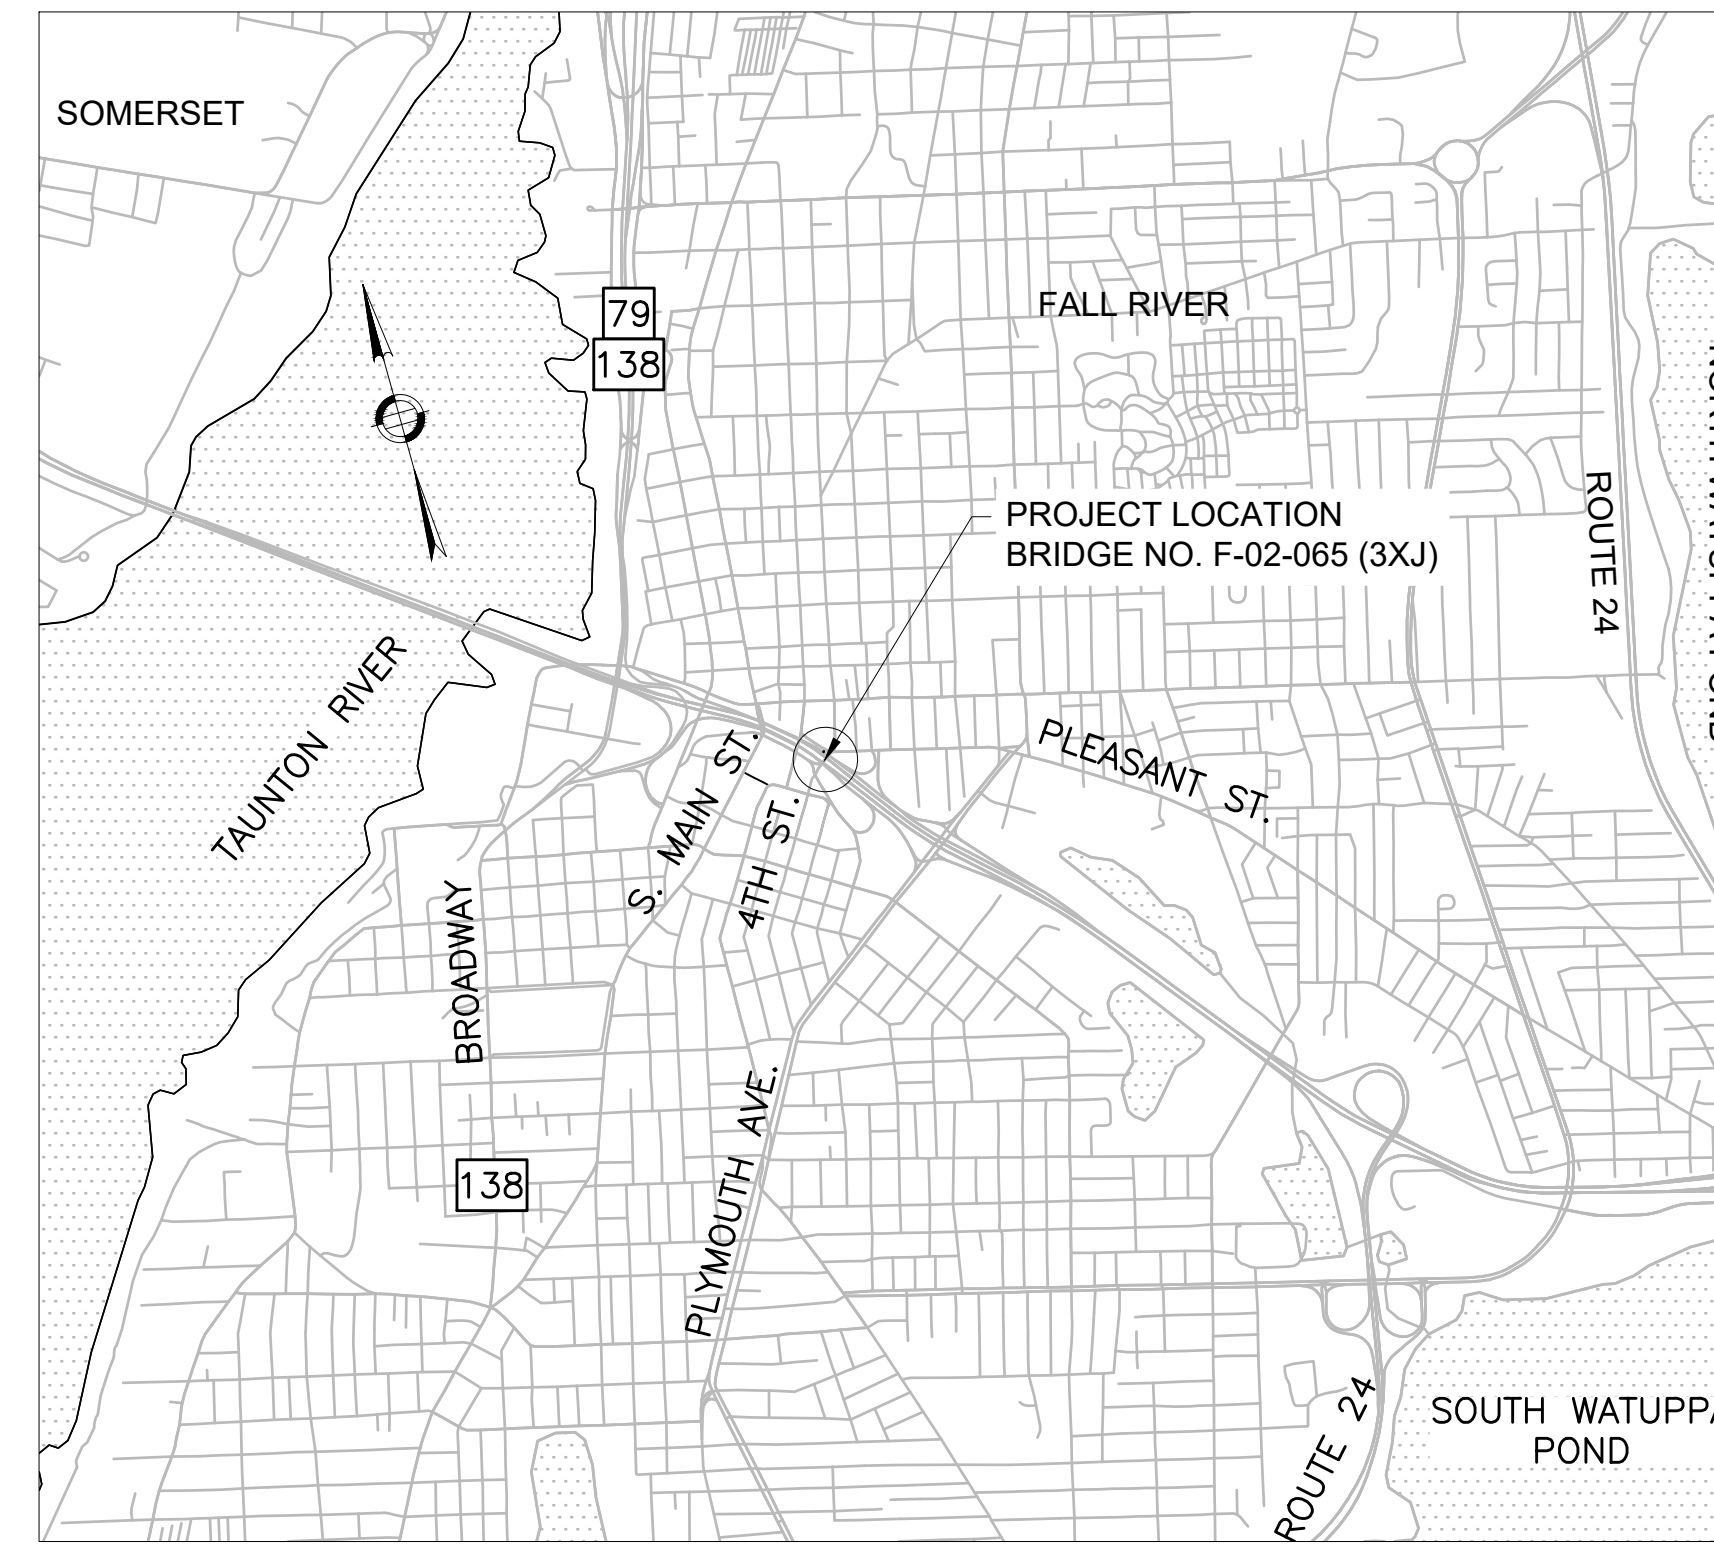 SOMERSET
79
138
FALL RIVER
PROJECT LOCATION
BRIDGE NO. F-02-065 (3XJ)
ROUTE 24
TAUNTON RIVER
S. MAIN ST.
4TH ST.
PLEASANT ST.
BROADWAY
138
PLYMOUTH AVE.
ROUTE 24
SOUTH WATUPPA
POND